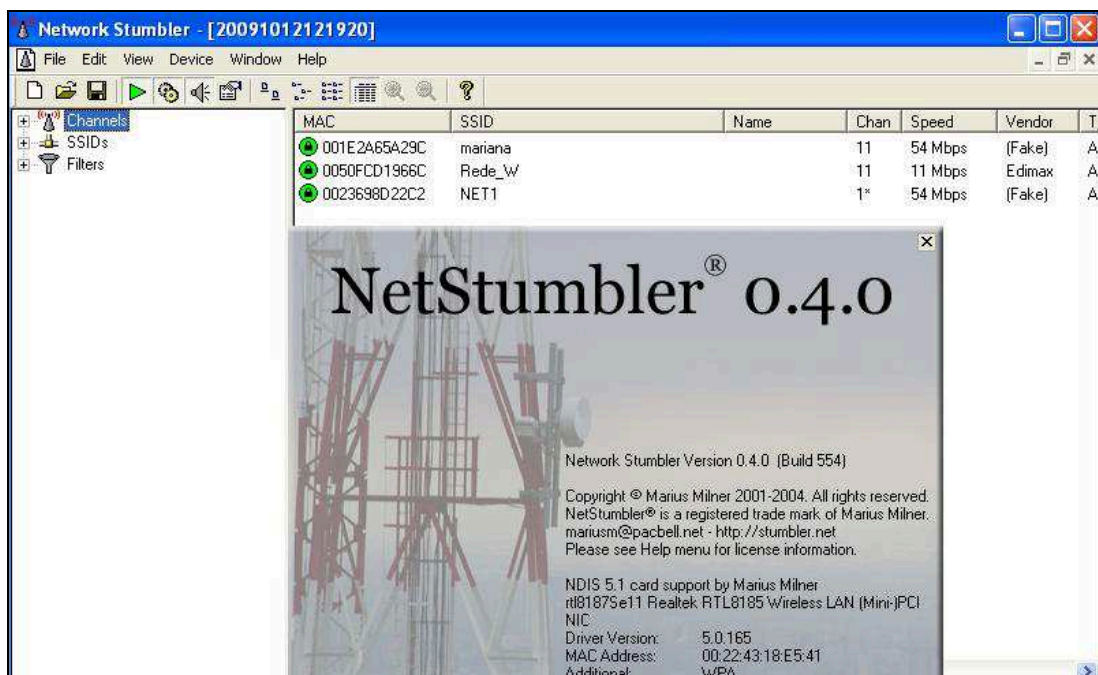 Network Stumbler - [20091012121920]
File Edit View Device Window Help
Channels
SSIDs
Filters
MAC SSID Name Chan Speed Vendor T
001E2A65A29C mariana 11 54 Mbps (Fake) A
0050FCD1966C Rede_W 11 11 Mbps Edimax A
0023698D22C2 NET1 1* 54 Mbps (Fake) A
NetStumbler® 0.4.0
Network Stumbler Version 0.4.0 (Build 554)
Copyright © Marius Milner 2001-2004. All rights reserved.
NetStumbler® is a registered trade mark of Marius Milner.
mariusm@pacbell.net - http://stumbler.net
Please see Help menu for license information.
NDIS 5.1 card support by Marius Milner
rtl8187Se11 Realtek RTL8185 Wireless LAN (Mini-)PCI
NIC
Driver Version: 5.0.165
MAC Address: 00:22:43:18:E5:41
Additional: WPA